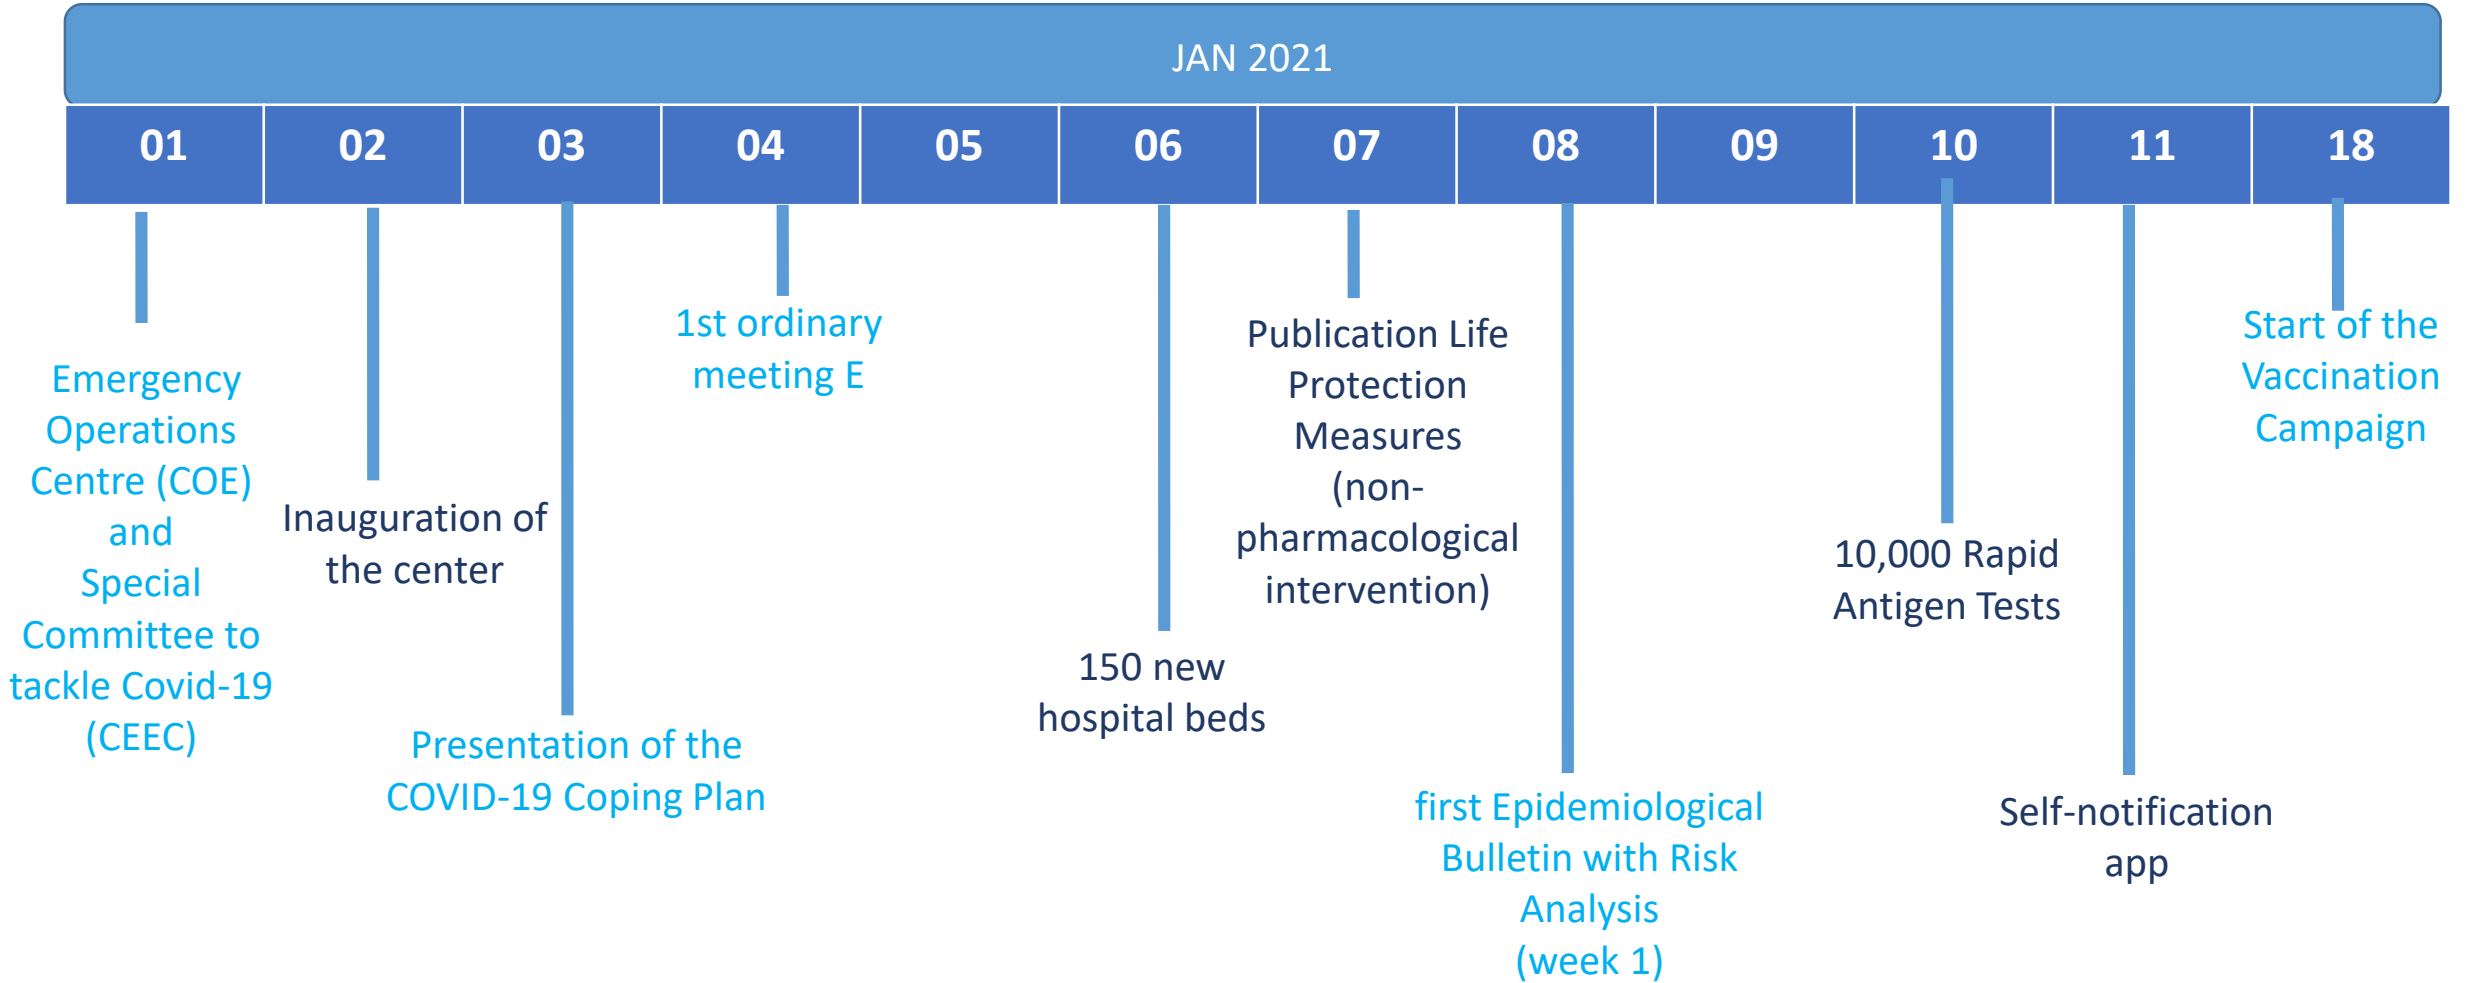 JAN 2021
01 02 03 04 05 06 07 08 09 10 11 18
Emergency
Operations
Centre (COE)
and
Special
Committee to
tackle Covid-19
(CEEC)
Inauguration of
the center
Presentation of the
COVID-19 Coping Plan
1st ordinary
meeting E
150 new
hospital beds
Publication Life
Protection
Measures
(non-
pharmacological
intervention)
first Epidemiological
Bulletin with Risk
Analysis
(week 1)
10,000 Rapid
Antigen Tests
Self-notification
app
Start of the
Vaccination
Campaign